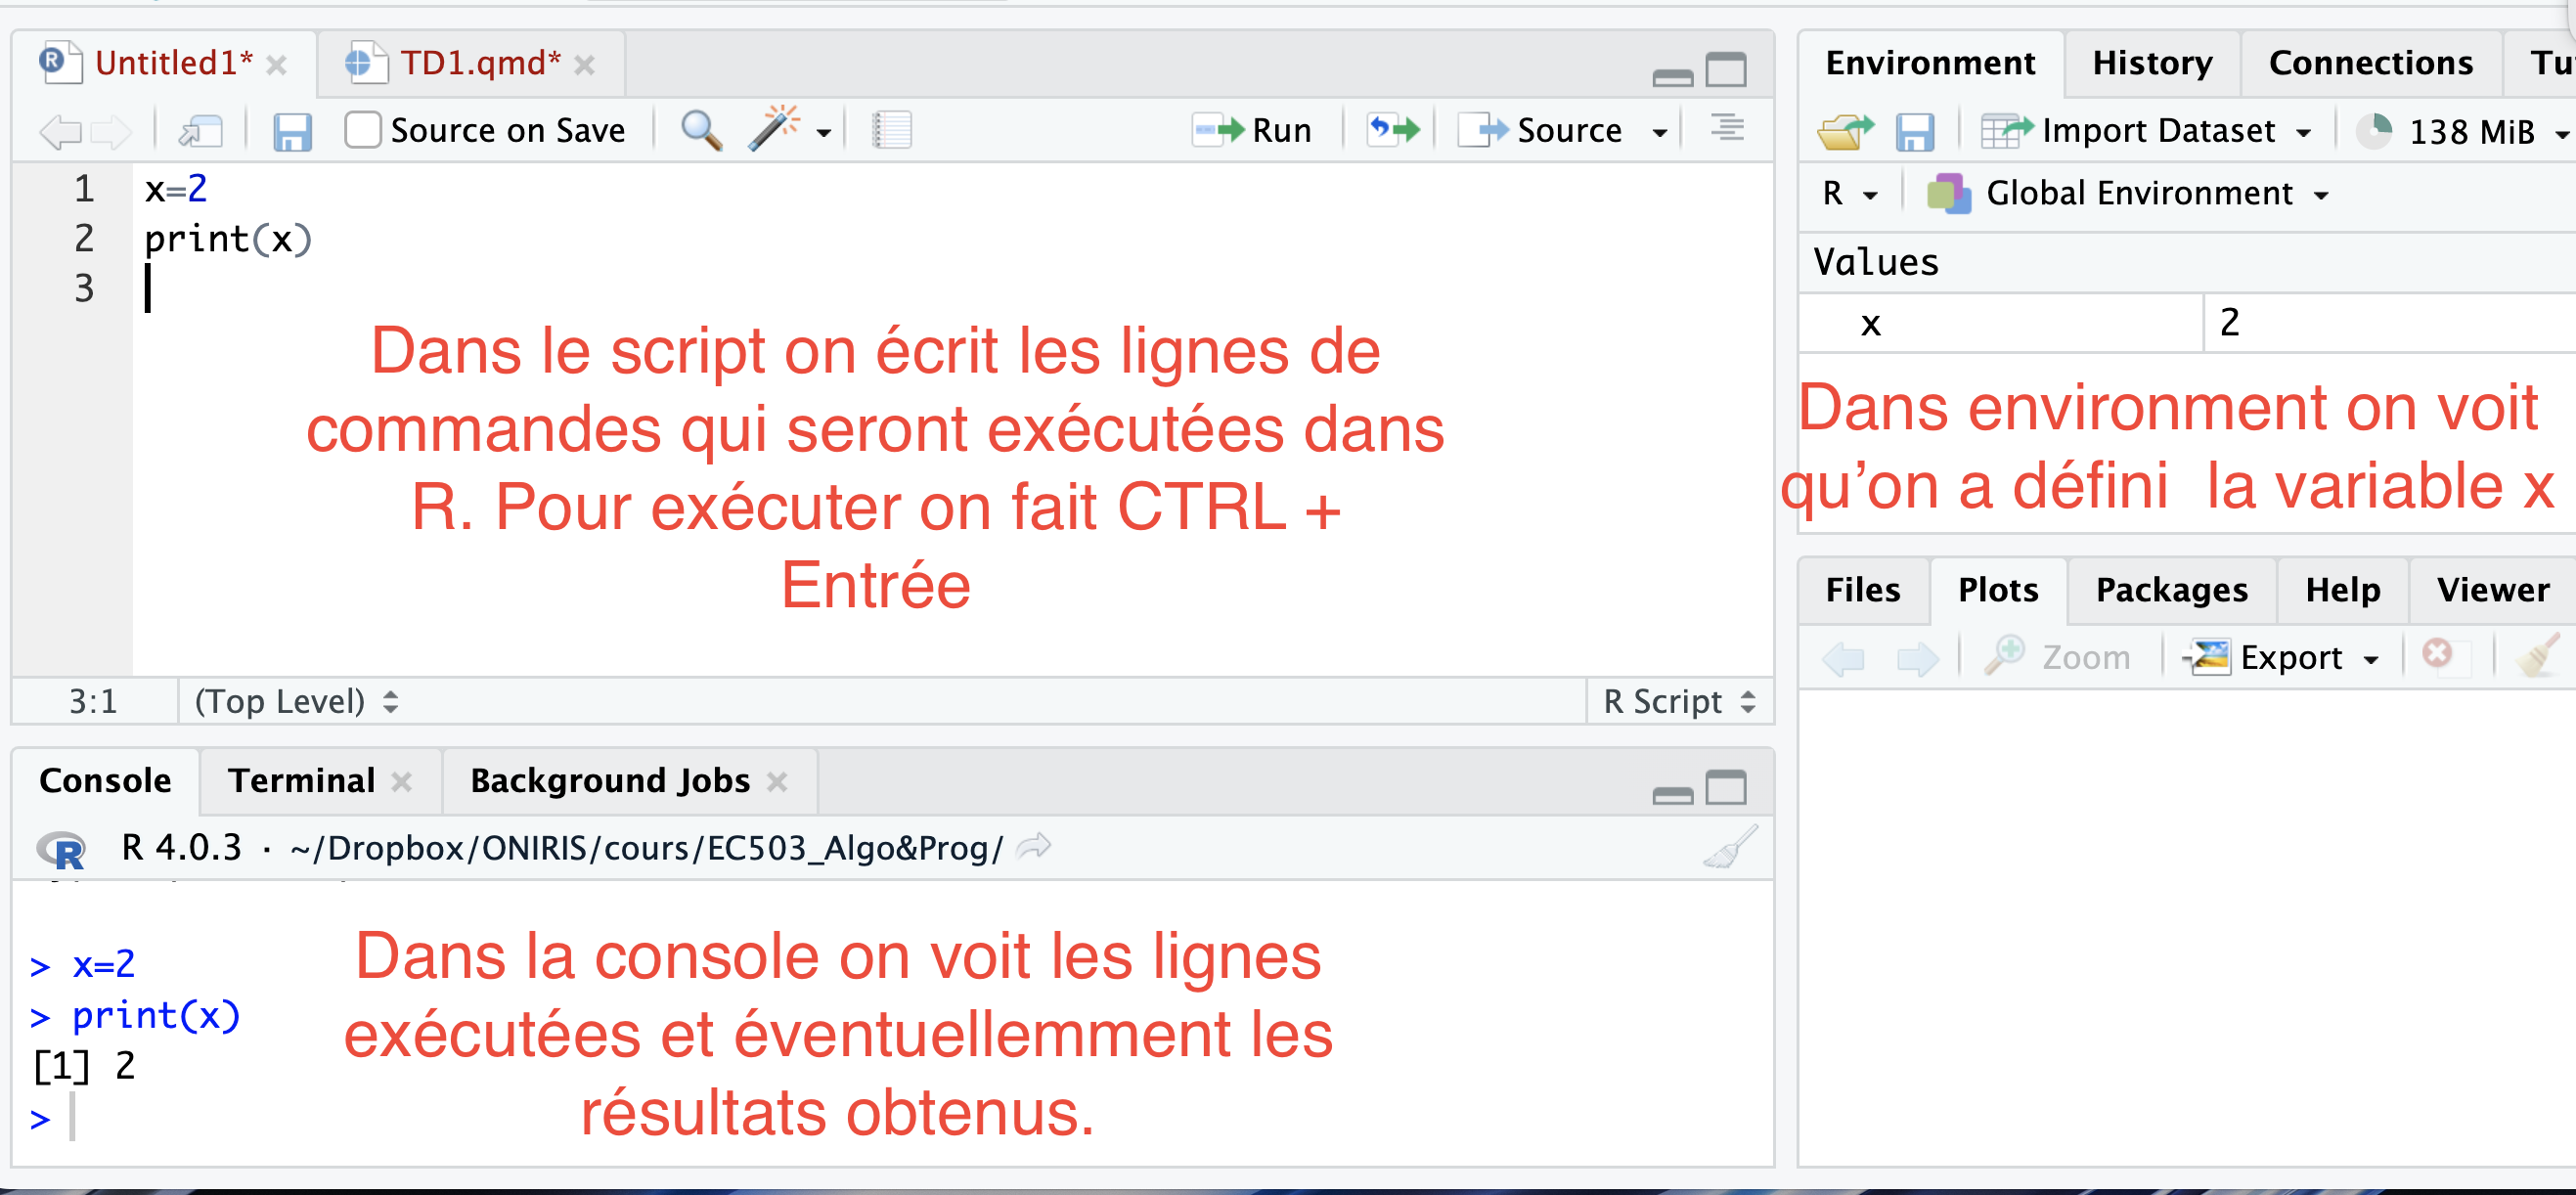 Untitled1* TD1.qmd*
Source on Save Run Source
1 x=2
2 print(x)
3
Dans le script on écrit les lignes de
commandes qui seront exécutées dans
R. Pour exécuter on fait CTRL +
Entrée
3:1 (Top Level) R Script
Console Terminal Background Jobs
R 4.0.3 · ~/Dropbox/ONIRIS/cours/EC503_Algo&Prog/
> x=2
> print(x)
[1] 2
>
Dans la console on voit les lignes
exécutées et éventuellemment les
résultats obtenus.
Environment History Connections
Import Dataset 138 MiB
R Global Environment
Values
x 2
Dans environment on voit
qu’on a défini la variable x
Files Plots Packages Help Viewer
Zoom Export